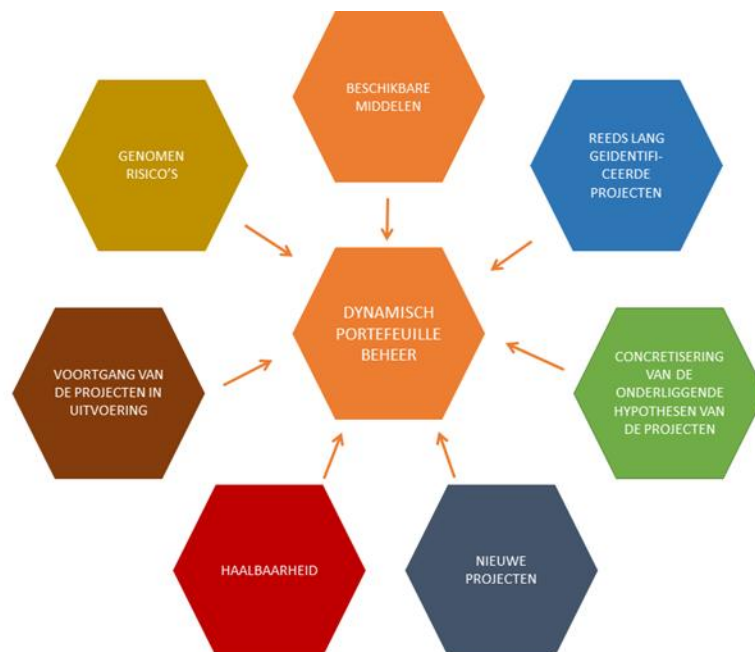 BESCHIKBARE
MIDDELEN
GENOMEN
RISICO'S
REEDS LANG
GEIDENTIFI-
CEERDE
PROJECTEN
DYNAMISCH
PORTEFEUILLE
BEHEER
VOORTGANG VAN
DE PROJECTEN IN
UITVOERING
CONCRETISERING
VAN DE
ONDERLIGGENDE
HYPOTHESEN VAN
DE PROJECTEN
HAALBAARHEID
NIEUWE
PROJECTEN